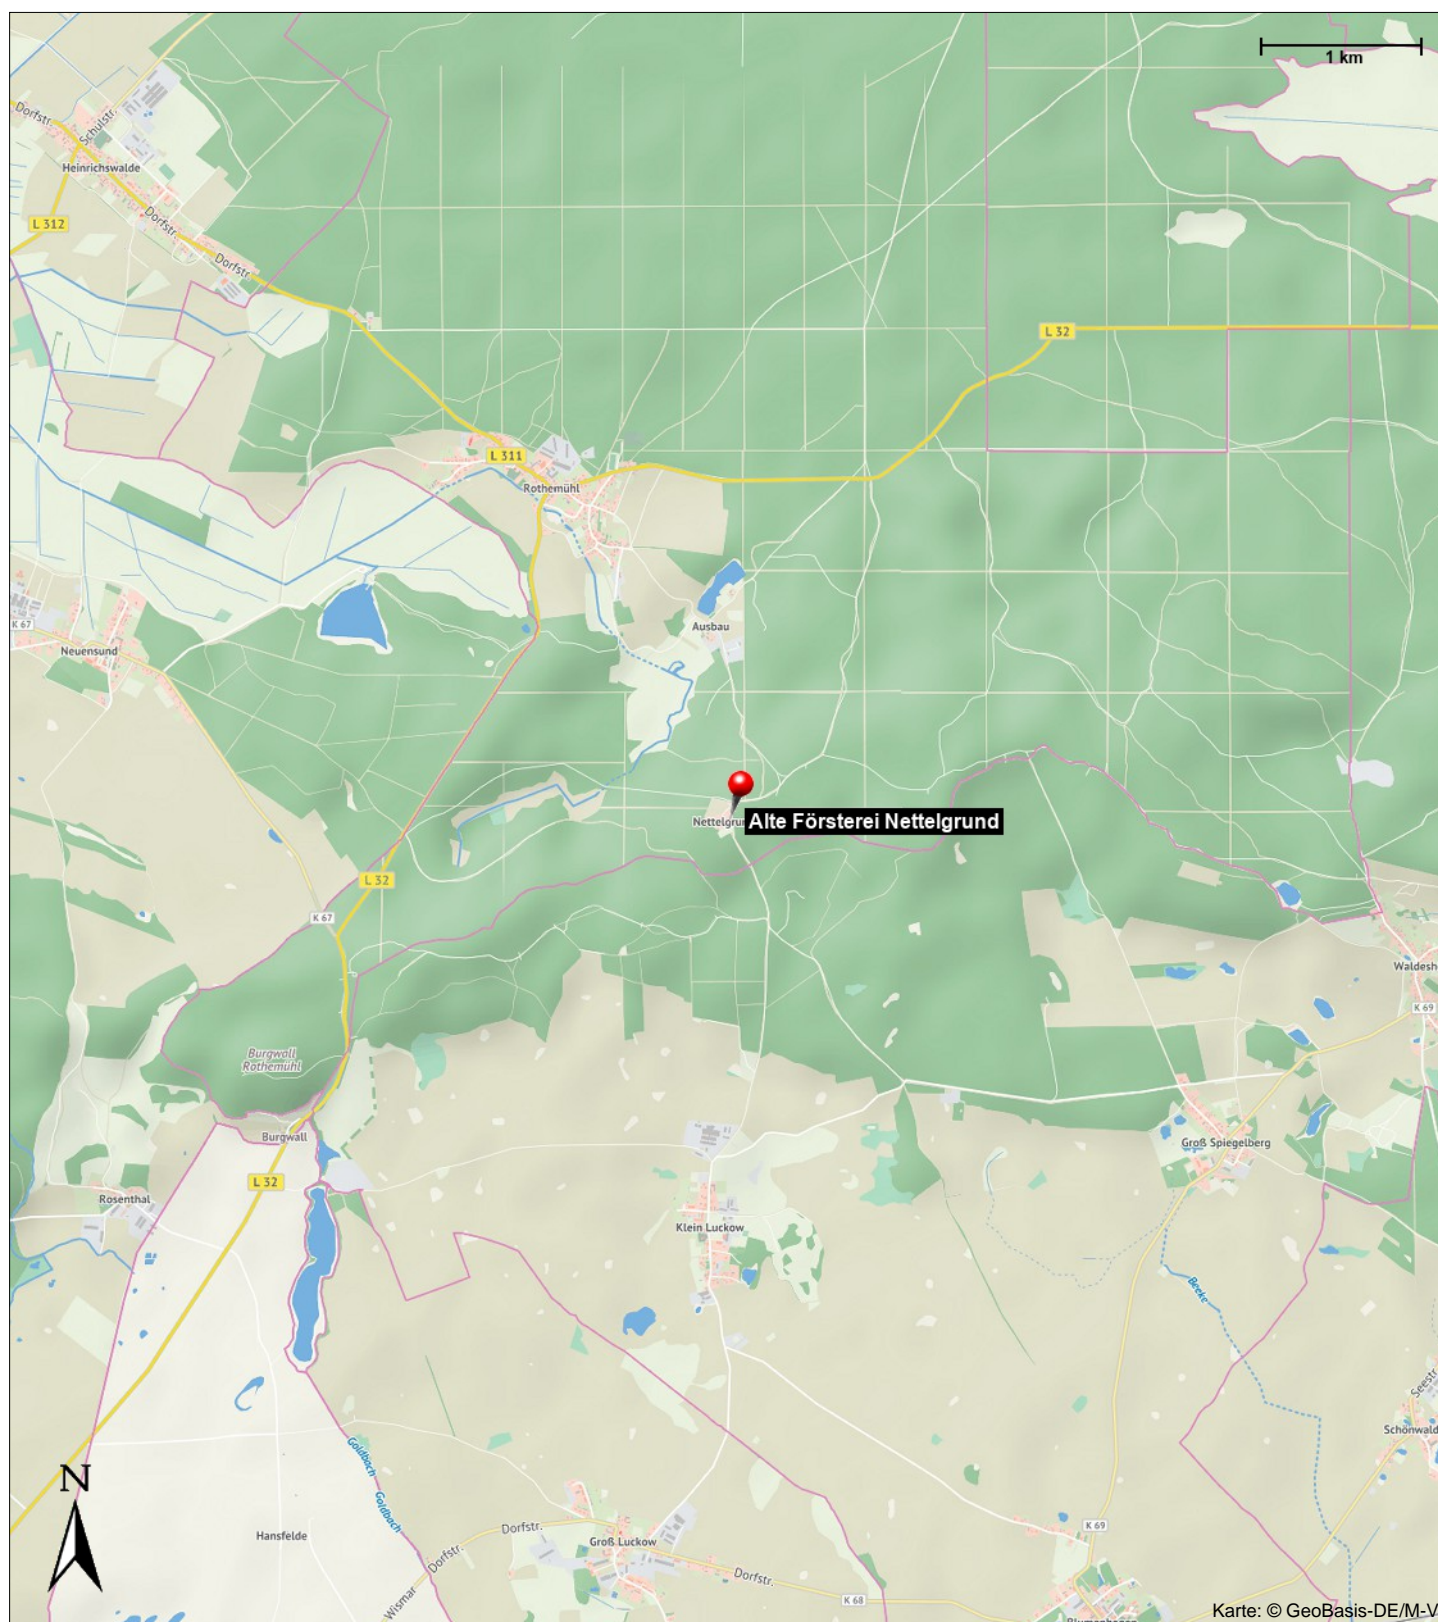 1 km
Dorfstr.
Schulstr.
Heinrichswalde
L 312
Dorfstr.
Dorfstr.
L 32
L 311
Rothemühl
K 67
Neuensund
Ausbau
Alte Försterei Nettelgrund
L 32
K 67
Waldesh
K 69
Burgwall
Rothemühl
Burgwall
Groß Spiegelberg
L 32
Rosenthal
Klein Luckow
Beeke
Seestr.
Schönwald
Goldbach
Goldbach
N
Hansfelde
Dorfstr.
Groß Luckow
K 69
Dorfstr.
Dorfstr.
Wismar
K 68
Karte: © GeoBasis-DE/M-V